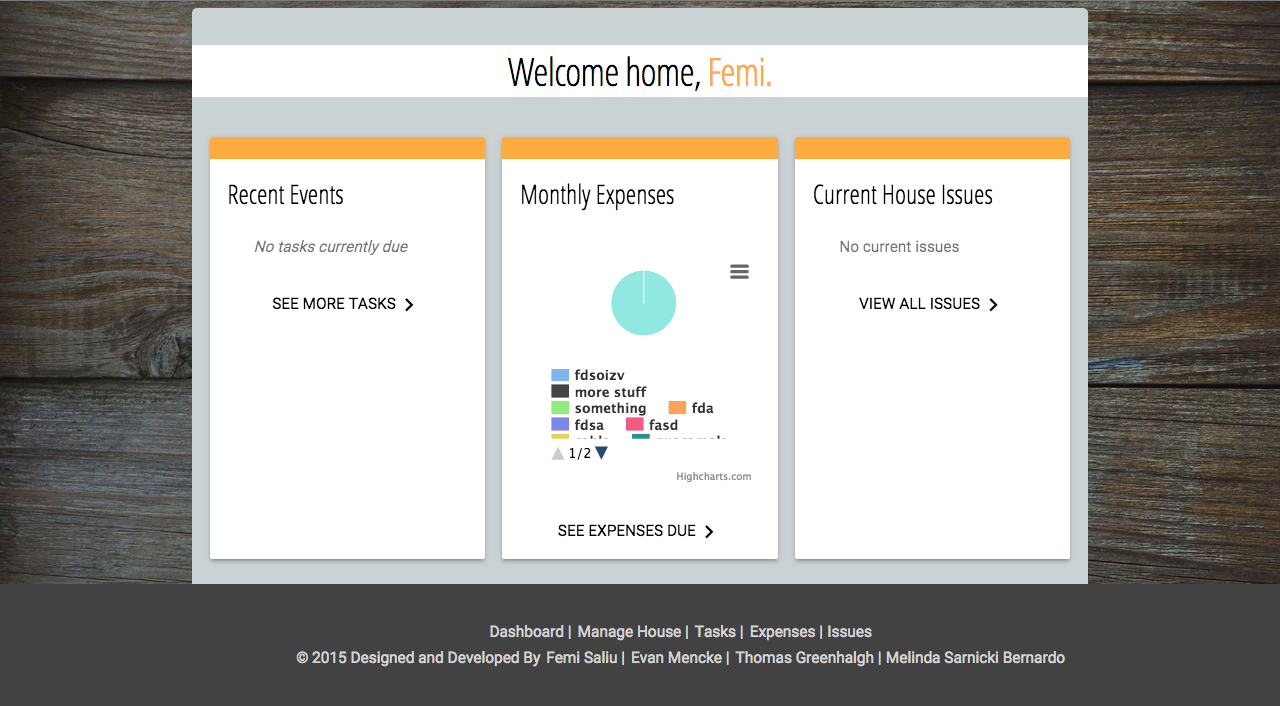 Welcome home, Femi.
Recent Events
No tasks currently due
SEE MORE TASKS
Monthly Expenses
fdsoizv
more stuff
something fda
fdsa fasd
1/2
Highcharts.com
SEE EXPENSES DUE
Current House Issues
No current issues
VIEW ALL ISSUES
Dashboard | Manage House | Tasks | Expenses | Issues
© 2015 Designed and Developed By Femi Saliu | Evan Mencke | Thomas Greenhalgh | Melinda Sarnicki Bernardo